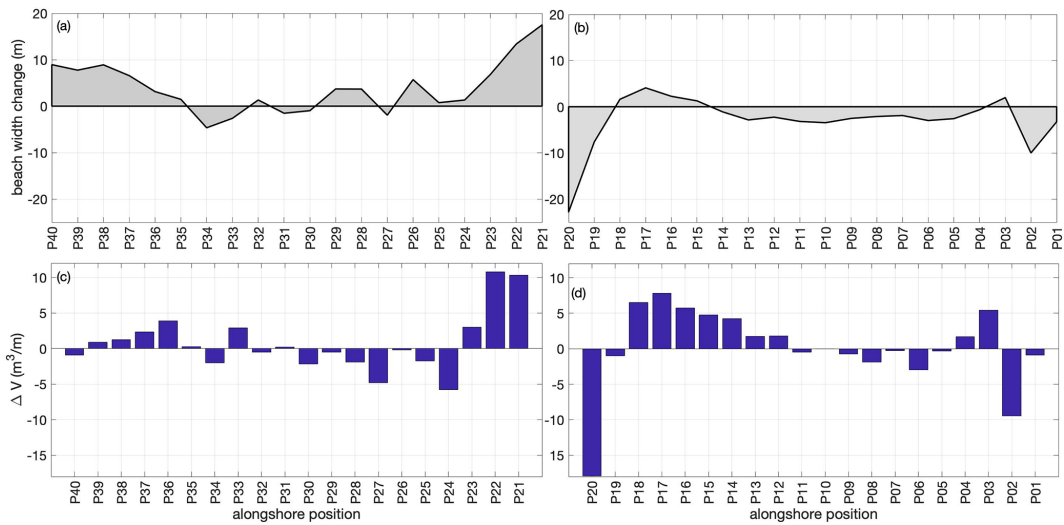 (a)
(b)
beach width change (m)
20
10
0
-10
-20
20
10
0
-10
-20
P40
P39
P38
P37
P36
P35
P34
P33
P32
P31
P30
P29
P28
P27
P26
P25
P24
P23
P22
P21
P20
P19
P18
P17
P16
P15
P14
P13
P12
P11
P10
P09
P08
P07
P06
P05
P04
P03
P02
P01
(c)
(d)
Δ V (m³/m)
10
5
0
-5
-10
-15
10
5
0
-5
-10
15
P40
P39
P38
P37
P36
P35
P34
P33
P32
P31
P30
P29
P28
P27
P26
P25
P24
P23
P22
P21
P20
P19
P18
P17
P16
P15
P14
P13
P12
P11
P10
P09
P08
P07
P06
P05
P04
P03
P02
P01
alongshore position
alongshore position